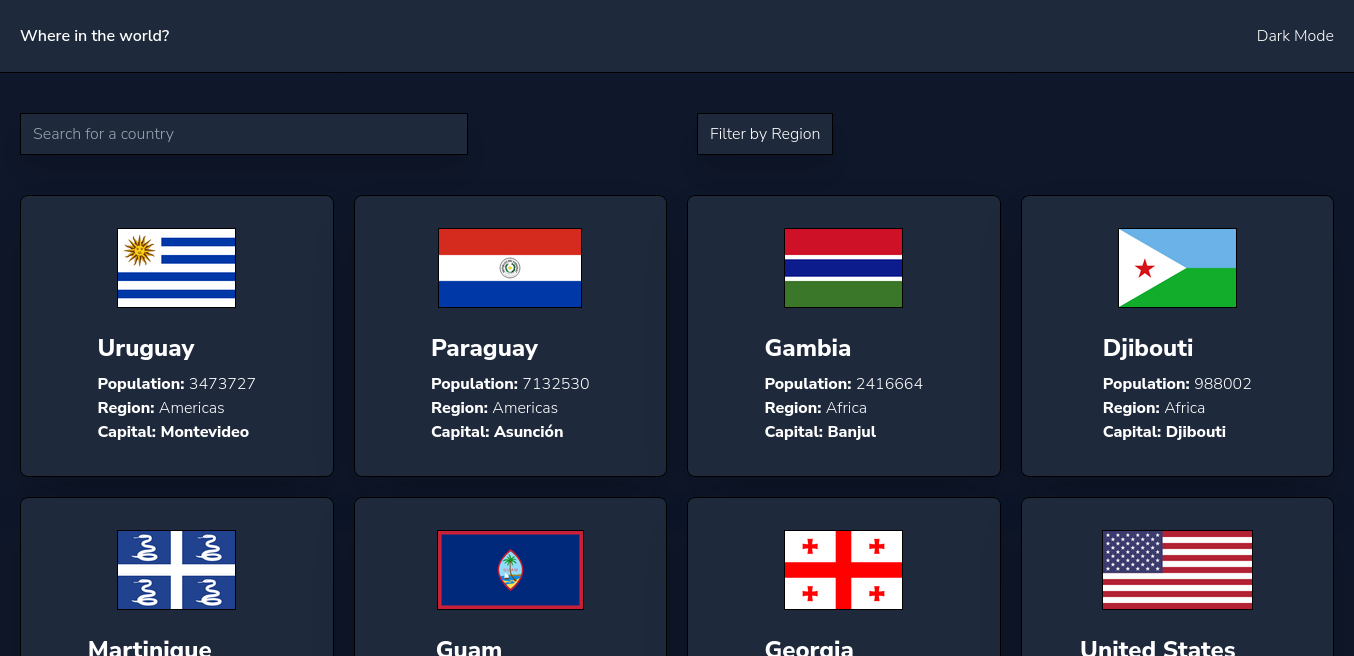 Where in the world?
Dark Mode
Search for a country
Filter by Region
Uruguay
Population: 3473727
Region: Americas
Capital: Montevideo
Paraguay
Population: 7132530
Region: Americas
Capital: Asunción
Gambia
Population: 2416664
Region: Africa
Capital: Banjul
Djibouti
Population: 988002
Region: Africa
Capital: Djibouti
Martinique
Guam
Georgia
United States